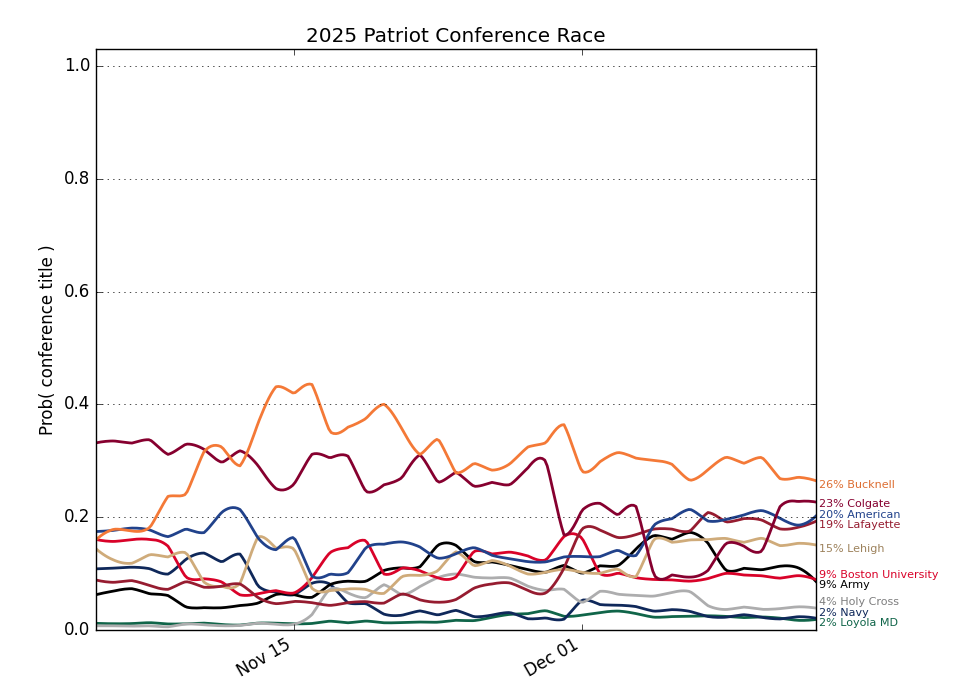 2025 Patriot Conference Race
Prob( conference title )
1.0
0.8
0.6
0.4
0.2
0.0
Nov 15
Dec 01
26% Bucknell
23% Colgate
20% American
19% Lafayette
15% Lehigh
9% Boston University
9% Army
4% Holy Cross
2% Navy
2% Loyola MD